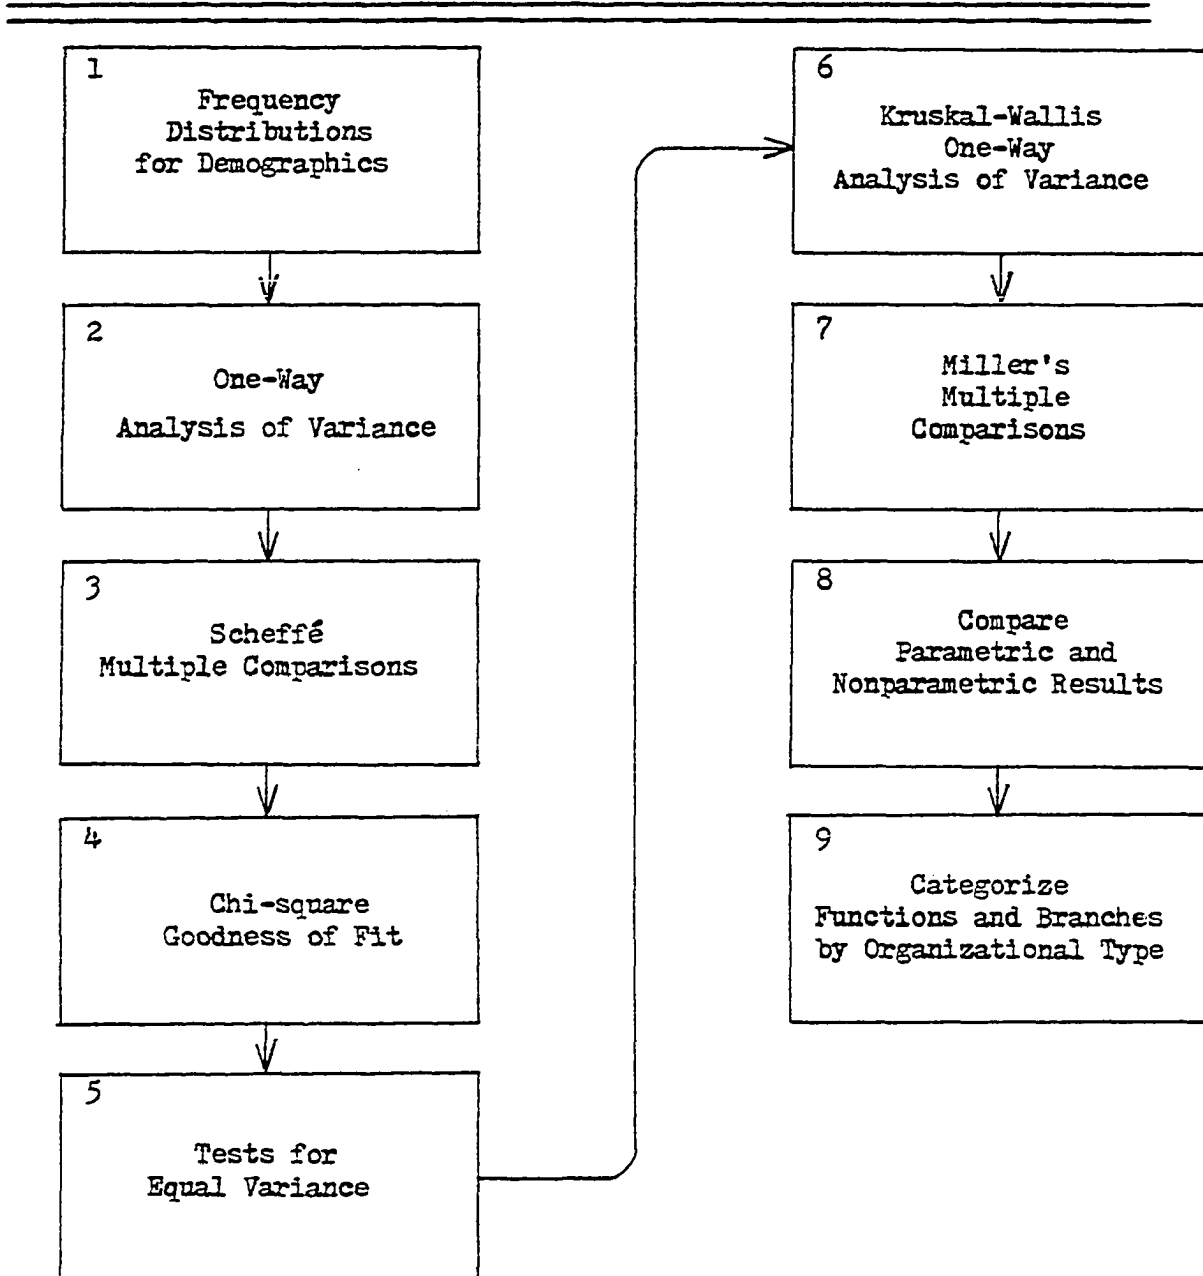 1
Frequency
Distributions
for Demographics
2
One-Way
Analysis of Variance
3
Scheffé
Multiple Comparisons
4
Chi-square
Goodness of Fit
5
Tests for
Equal Variance
6
Kruskal-Wallis
One-Way
Analysis of Variance
7
Miller's
Multiple
Comparisons
8
Compare
Parametric and
Nonparametric Results
9
Categorize
Functions and Branches
by Organizational Type